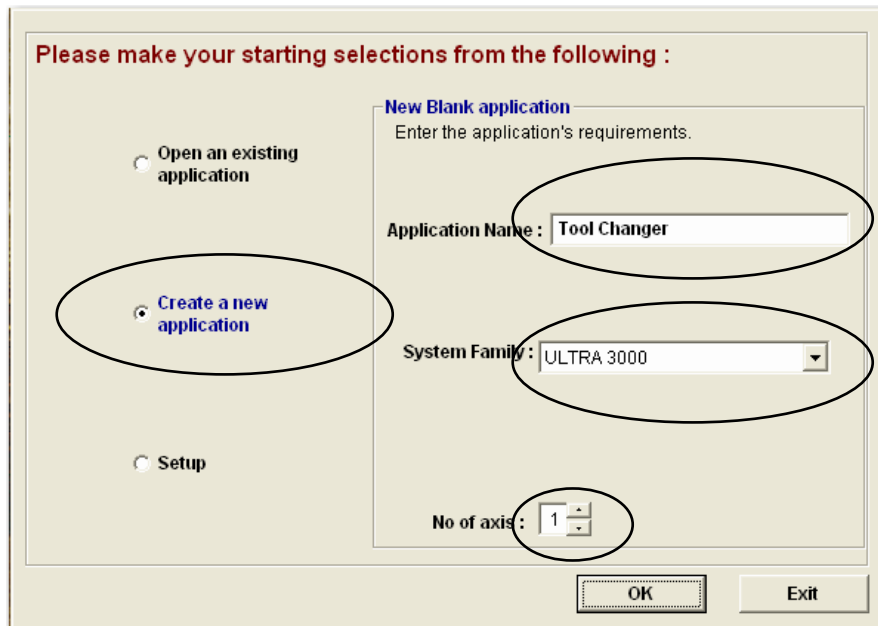 Please make your starting selections from the following :
Open an existing
application
Create a new
application
Setup
New Blank application
Enter the application's requirements.
Application Name : Tool Changer
System Family : ULTRA 3000
No of axis : 1
OK
Exit